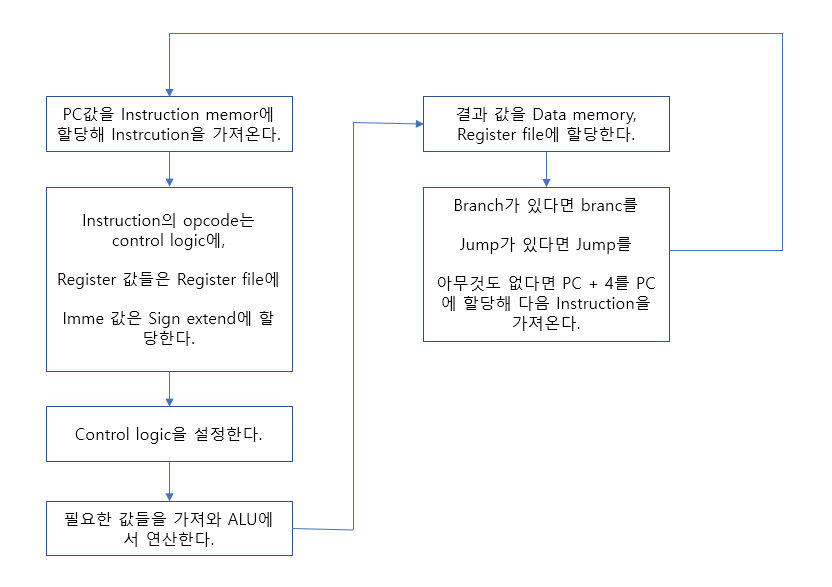 PC값을 Instruction memor에
할당해 Instrcution을 가져온다.
Instruction의 opcode는
control logic에,
Register 값들은 Register file에
Imme 값은 Sign extend에 할
당한다.
Control logic을 설정한다.
필요한 값들을 가져와 ALU에
서 연산한다.
결과 값을 Data memory,
Register file에 할당한다.
Branch가 있다면 branc를
Jump가 있다면 Jump를
아무것도 없다면 PC + 4를 PC
에 할당해 다음 Instruction을
가져온다.